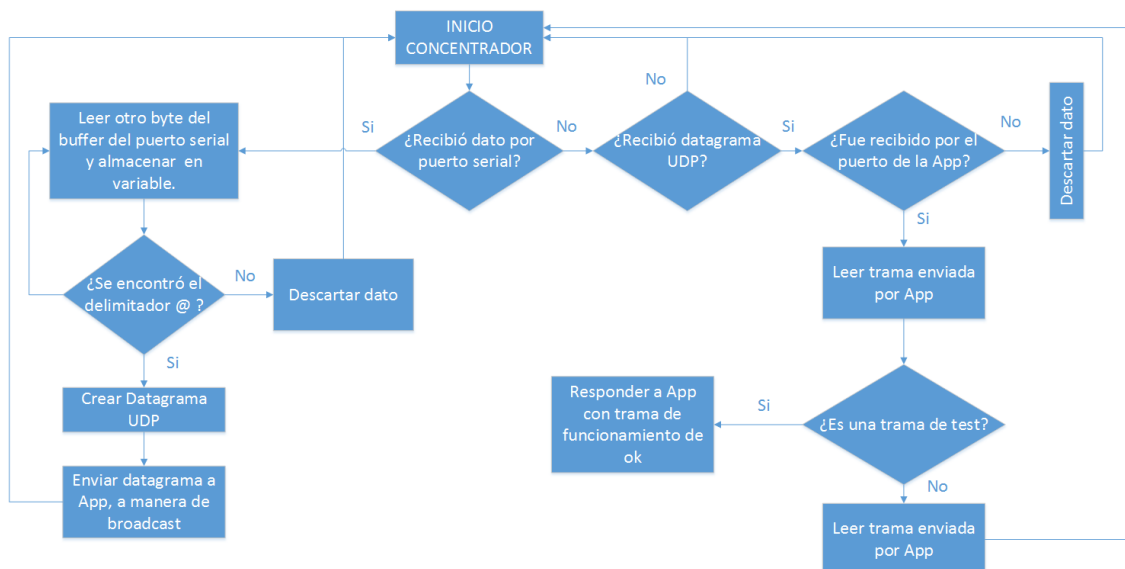 INICIO
CONCENTRADOR
¿Recibió dato por
puerto serial?
Si
No
¿Recibió datagrama
UDP?
No
Si
¿Fue recibido por el
puerto de la App?
No
Descartar dato
Si
Leer otro byte del
buffer del puerto serial
y almacenar en
variable.
¿Se encontró el
delimitador @ ?
No
Descartar dato
Si
Crear Datagrama
UDP
Enviar datagrama a
App, a manera de
broadcast
Leer trama enviada
por App
¿Es una trama de test?
Si
Responder a App
con trama de
funcionamiento de
ok
No
Leer trama enviada
por App